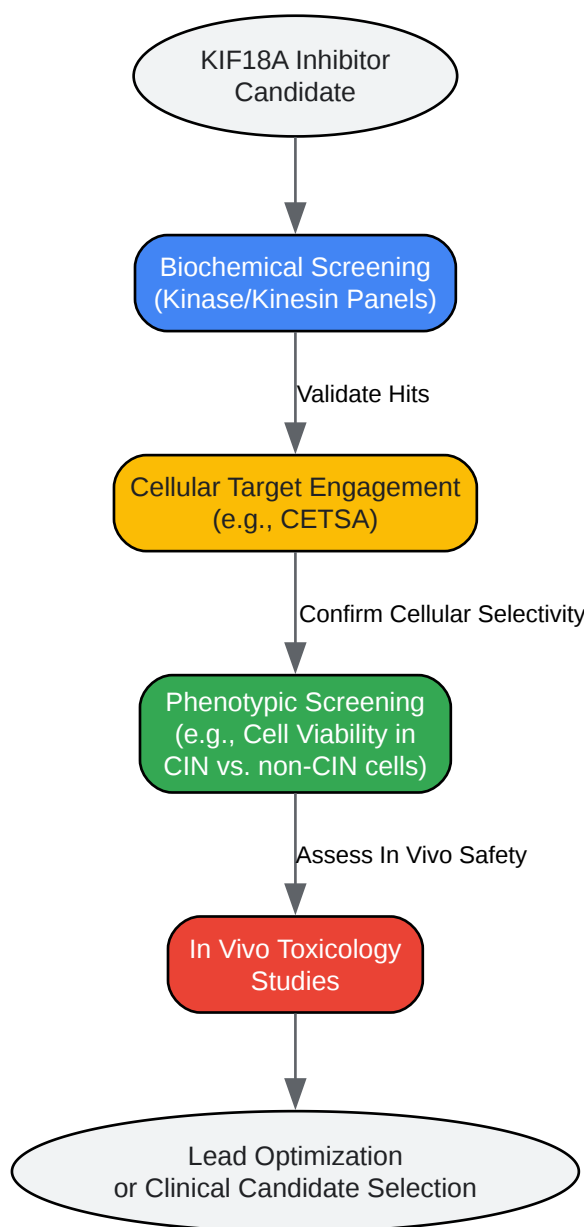 KIF18A Inhibitor
Candidate
Biochemical Screening
(Kinase/Kinesin Panels)
Validate Hits
Cellular Target Engagement
(e.g., CETSA)
Confirm Cellular Selectivity
Phenotypic Screening
(e.g., Cell Viability in
CIN vs. non-CIN cells)
Assess In Vivo Safety
In Vivo Toxicology
Studies
Lead Optimization
or Clinical Candidate Selection